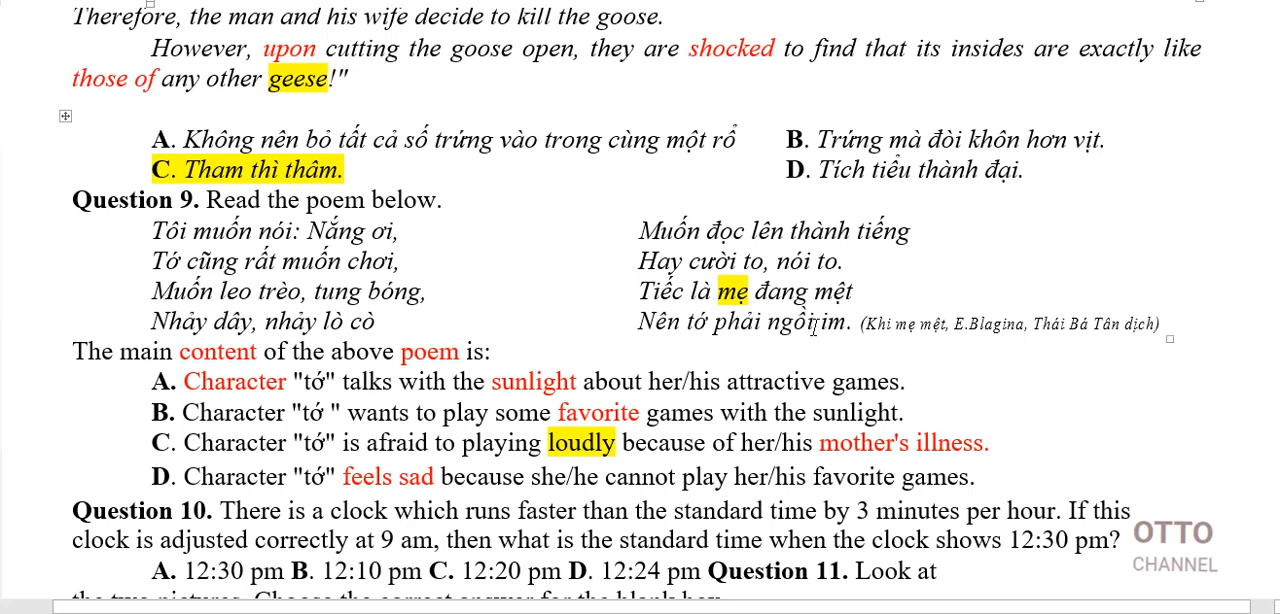 Therefore, the man and his wife decide to kill the goose.
However, upon cutting the goose open, they are shocked to find that its insides are exactly like
those of any other geese!"
A. Không nên bỏ tất cả số trứng vào trong cùng một rổ B. Trứng mà đòi khôn hơn vịt.
C. Tham thì thâm. D. Tích tiểu thành đại.
Question 9. Read the poem below.
Tôi muốn nói: Nắng ơi, Muốn đọc lên thành tiếng
Tớ cũng rất muốn chơi, Hay cười to, nói to.
Muốn leo trèo, tung bóng, Tiếc là mẹ đang mệt
Nhảy dây, nhảy lò cò Nên tớ phải ngồi im. (Khi mẹ mệt, E.Blagina, Thái Bá Tân dịch)
The main content of the above poem is:
A. Character "tớ" talks with the sunlight about her/his attractive games.
B. Character "tớ " wants to play some favorite games with the sunlight.
C. Character "tớ" is afraid to playing loudly because of her/his mother's illness.
D. Character "tớ" feels sad because she/he cannot play her/his favorite games.
Question 10. There is a clock which runs faster than the standard time by 3 minutes per hour. If this
clock is adjusted correctly at 9 am, then what is the standard time when the clock shows 12:30 pm?
A. 12:30 pm B. 12:10 pm C. 12:20 pm D. 12:24 pm Question 11. Look at
the two pictures. Choose the correct answer for the blank box.
OTTO
CHANNEL